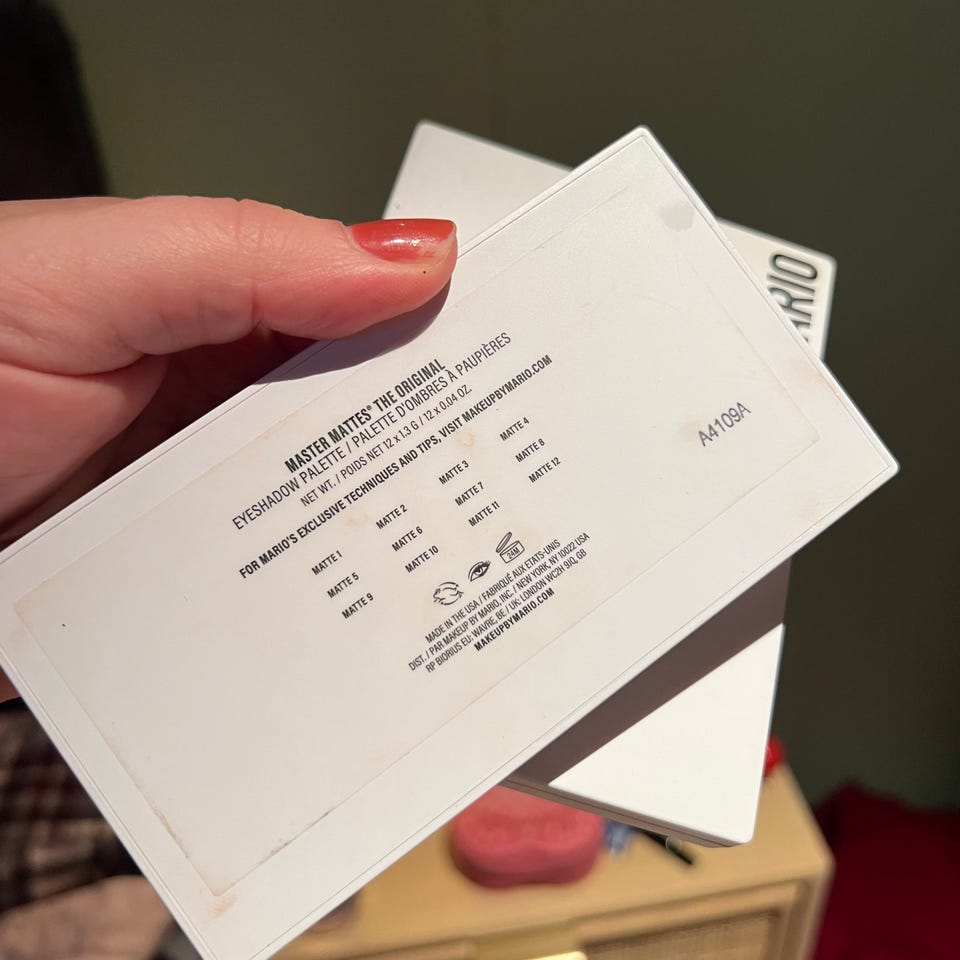 MASTER MATTES® THE ORIGINAL
EYESHADOW PALETTE / PALETTE D'OMBRES À PAUPIÈRES
NET WT. / POIDS NET 12 x 1.3 G / 12 x 0.04 OZ.
FOR MARIO'S EXCLUSIVE TECHNIQUES AND TIPS, VISIT MAKEUPBYMARIO.COM
MATTE 1 MATTE 2 MATTE 3 MATTE 4
MATTE 5 MATTE 6 MATTE 7 MATTE 8
MATTE 9 MATTE 10 MATTE 11 MATTE 12
24M
MADE IN THE USA / FABRIQUÉ AUX ETATS-UNIS
DIST. / PAR MAKEUP BY MARIO, INC. / NEW YORK, NY 10022 USA
RP BIORIUS EU: WAVRE, BE / UK: LONDON WC2H 9JQ, GB
MAKEUPBYMARIO.COM
A4109A
ARIO